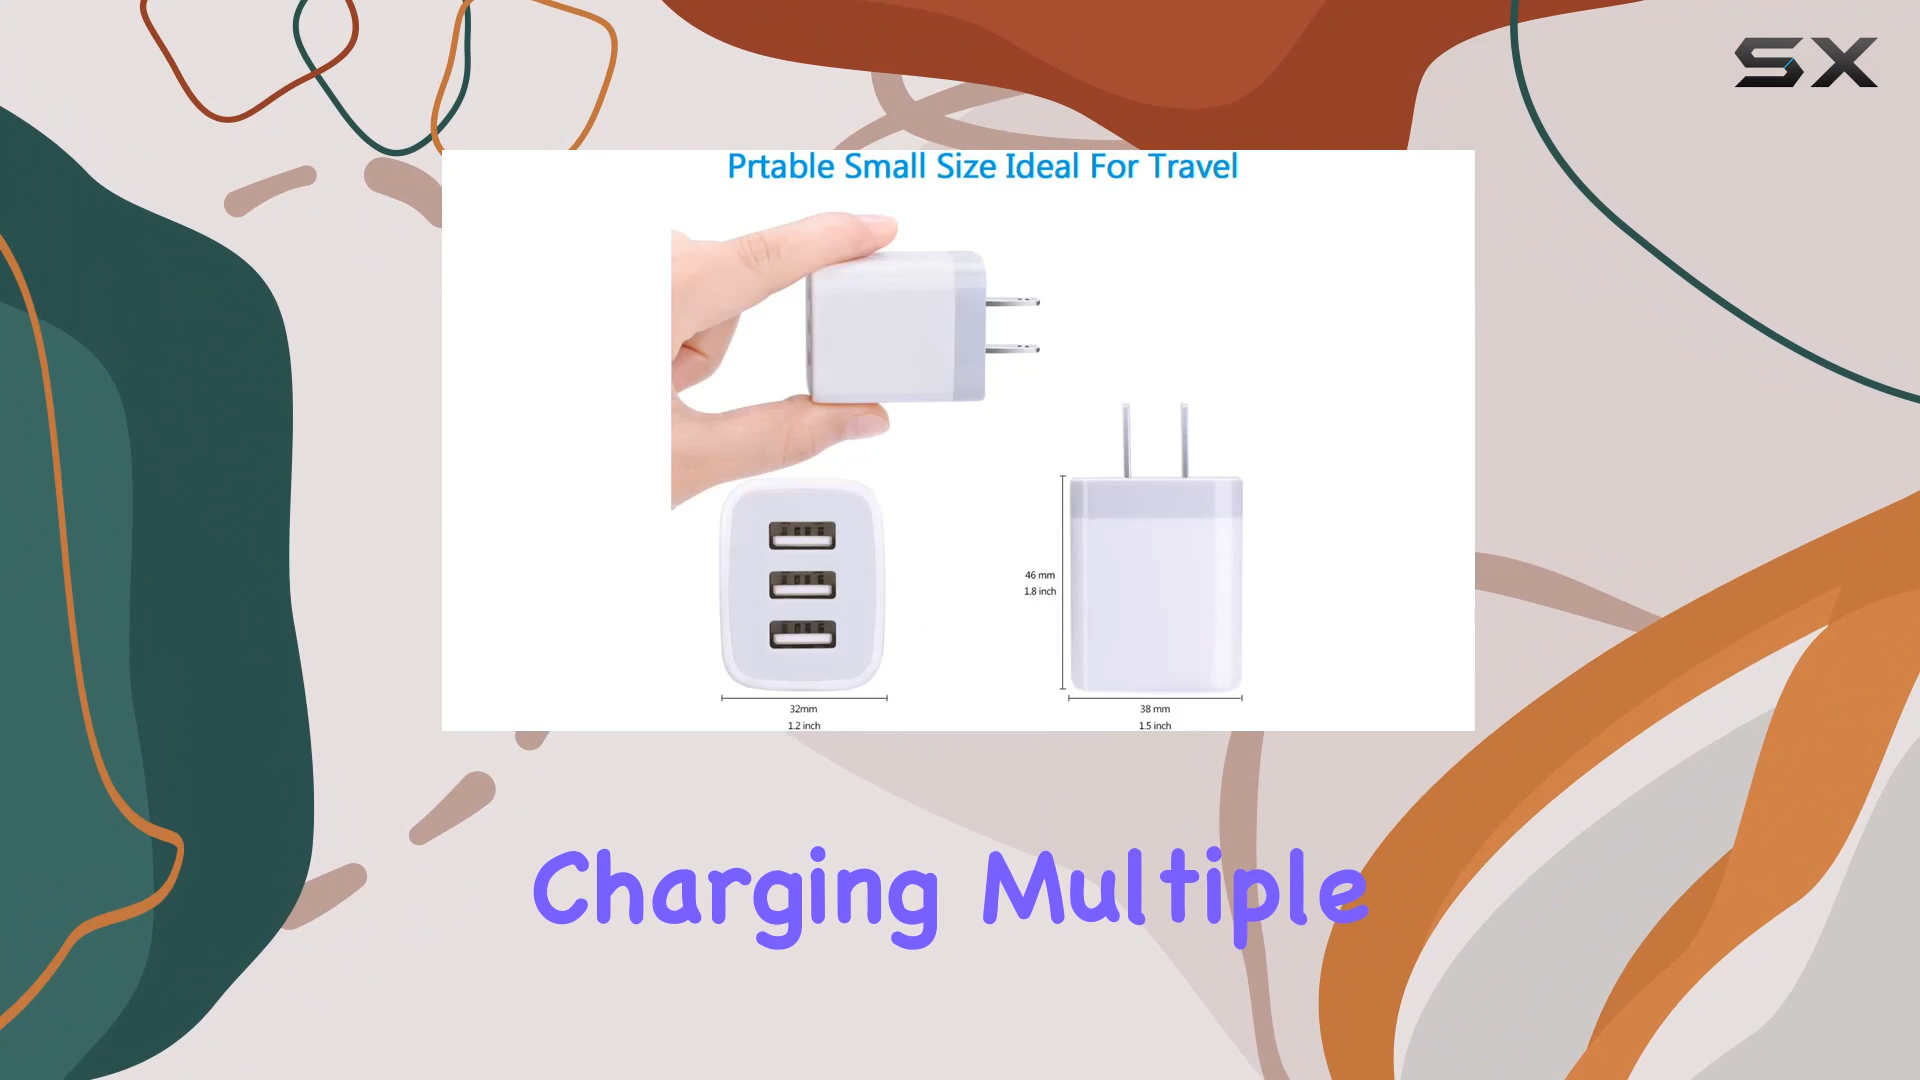 SX
Prtable Small Size Ideal For Travel
46 mm
1.8 inch
32mm
1.2 inch
38 mm
1.5 inch
Charging Multiple